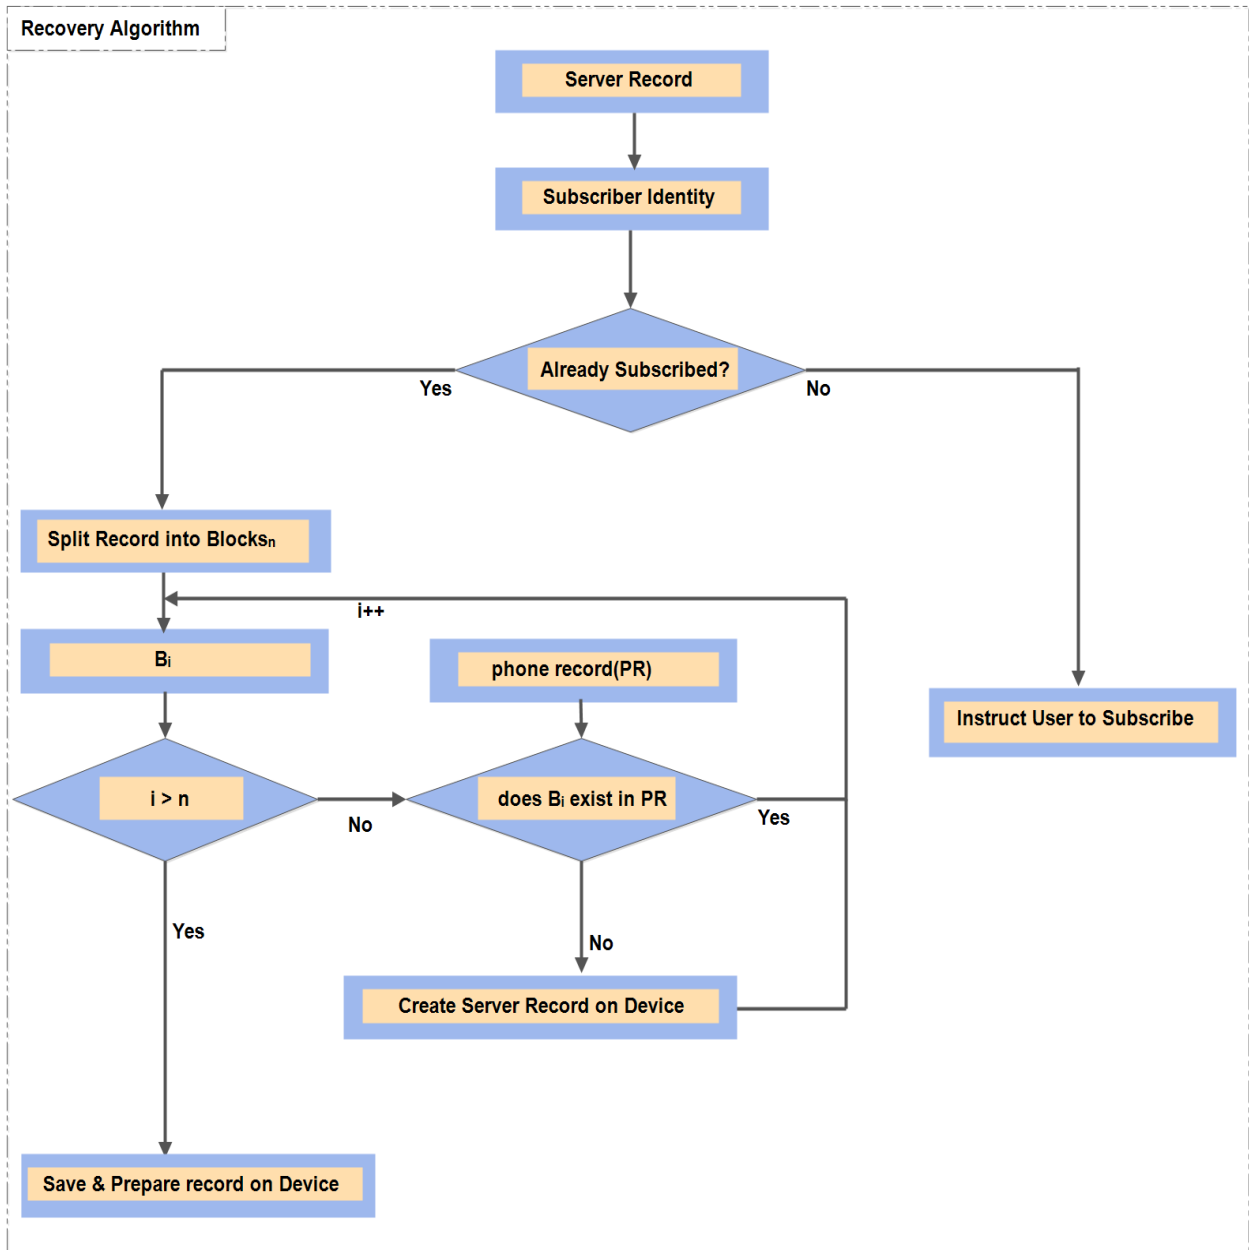 Recovery Algorithm
Server Record
Subscriber Identity
Already Subscribed?
Yes
No
Split Record into Blocksₙ
i++
Bᵢ
phone record(PR)
Instruct User to Subscribe
i > n
does Bᵢ exist in PR
No
Yes
Yes
No
Create Server Record on Device
Save & Prepare record on Device